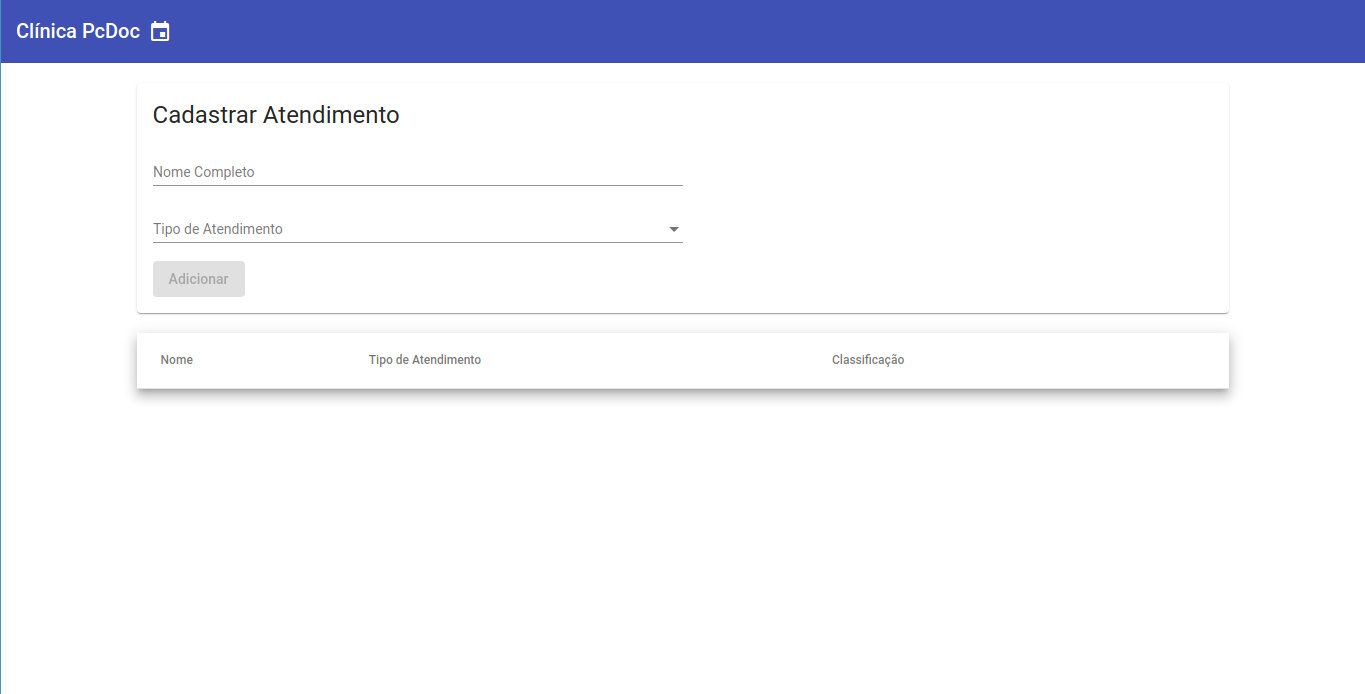 Clínica PcDoc
Cadastrar Atendimento
Nome Completo
Tipo de Atendimento
Adicionar
Nome Tipo de Atendimento Classificação